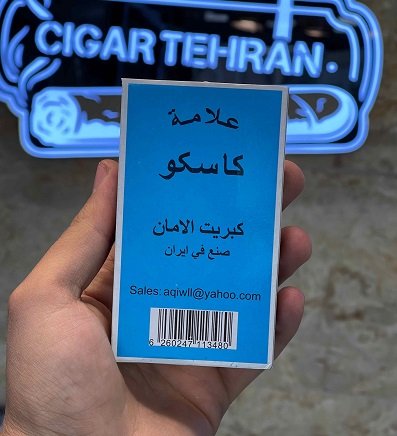 CIGAR TEHRAN.
علامة
كاسكو
كبريت الامان
صنع في ايران
Sales: aqiwll@yahoo.com
6 260247 113480